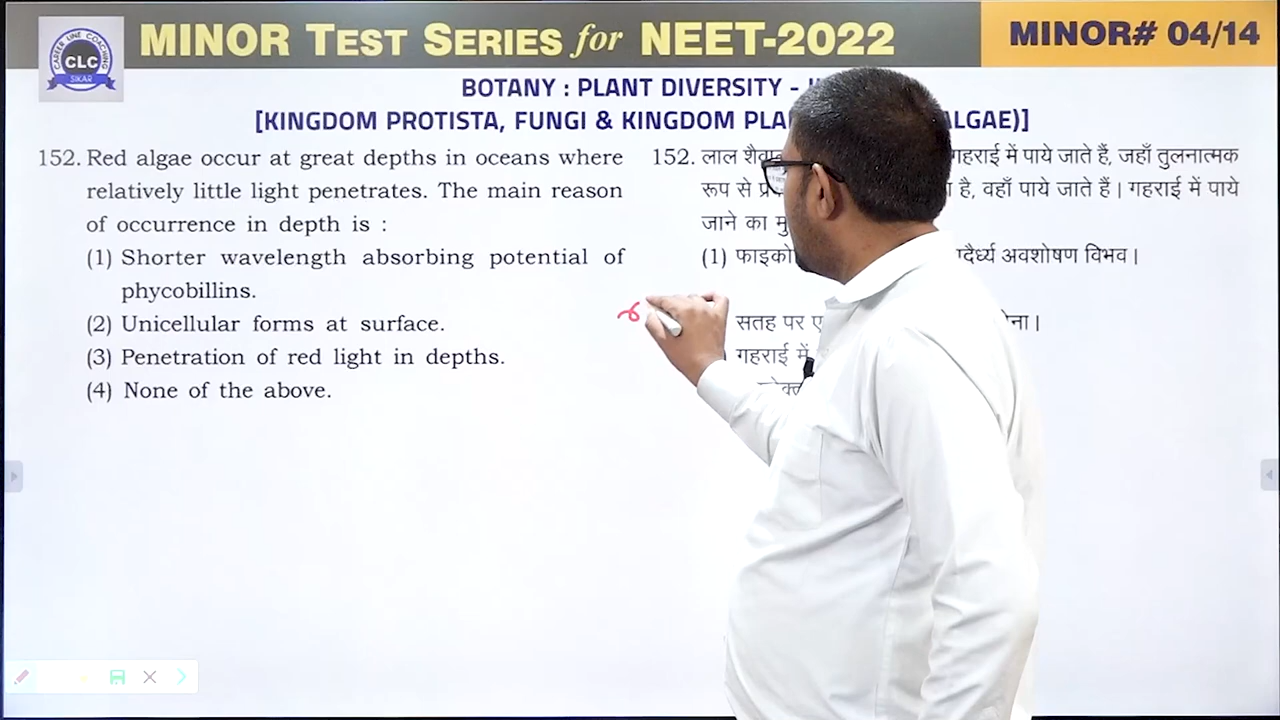 CAREER LINE COACHING
CLC
SIKAR
MINOR TEST SERIES for NEET-2022
MINOR# 04/14
BOTANY : PLANT DIVERSITY -
[KINGDOM PROTISTA, FUNGI & KINGDOM ALGAE)]
152. Red algae occur at great depths in oceans where
relatively little light penetrates. The main reason
of occurrence in depth is :
(1) Shorter wavelength absorbing potential of
phycobillins.
(2) Unicellular forms at surface.
(3) Penetration of red light in depths.
(4) None of the above.
152. लाल गहराई में पाये जाते हैं, जहाँ तुलनात्मक
रूप से है, वहाँ पाये जाते हैं। गहराई में पाये
जाने का
(1) अवशोषण विभव।
सतह पर
गहराई में